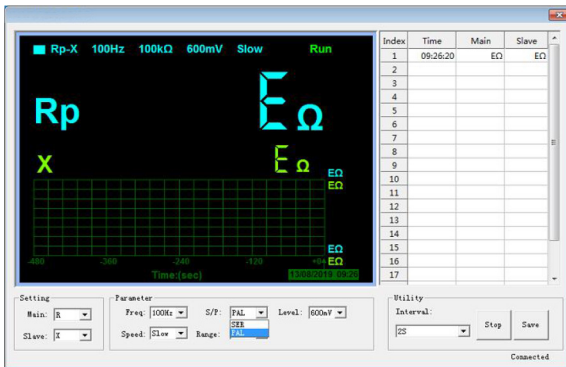 Rp-X 100Hz 100kΩ 600mV Slow Run
Rp EΩ
X EΩ
EΩ
EΩ
EΩ
-480 -360 -240 -120 +0s EΩ
Time:(sec) 13/08/2019 09:26
Index Time Main Slave
1 09:26:20 EΩ EΩ
2
3
4
5
6
7
8
9
10
11
12
13
14
15
16
17
Setting
Main: R
Slave: X
Parameter
Freq: 100Hz S/P: PAL Level: 600mV
SER
PAL
Speed: Slow Range:
Utility
Interval:
2S Stop Save
Connected